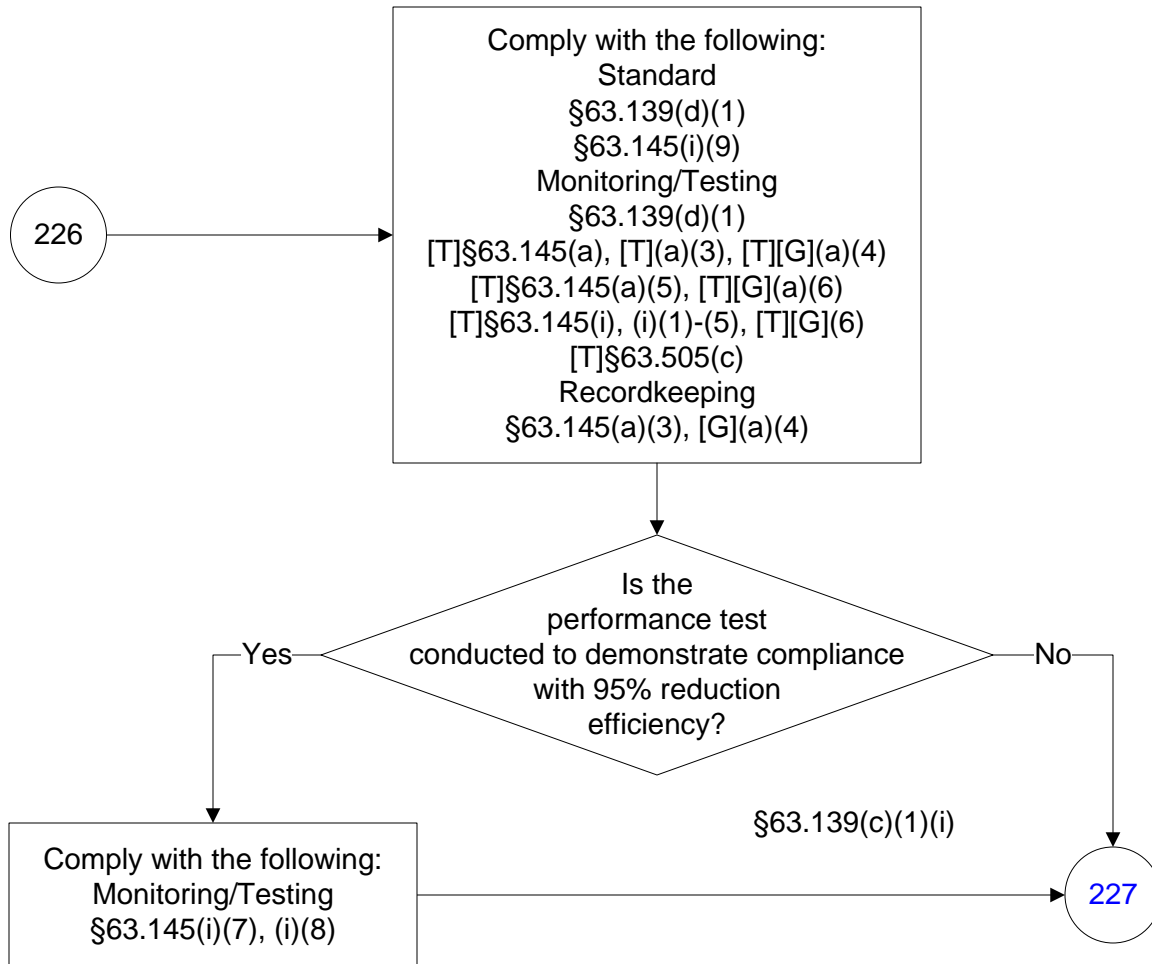 Comply with the following:
Standard
§63.139(d)(1)
§63.145(i)(9)
Monitoring/Testing
§63.139(d)(1)
[T]§63.145(a), [T](a)(3), [T][G](a)(4)
[T]§63.145(a)(5), [T][G](a)(6)
[T]§63.145(i), (i)(1)-(5), [T][G](6)
[T]§63.505(c)
Recordkeeping
§63.145(a)(3), [G](a)(4)
226
Is the
performance test
conducted to demonstrate compliance
with 95% reduction
efficiency?
Yes
No
§63.139(c)(1)(i)
Comply with the following:
Monitoring/Testing
§63.145(i)(7), (i)(8)
227